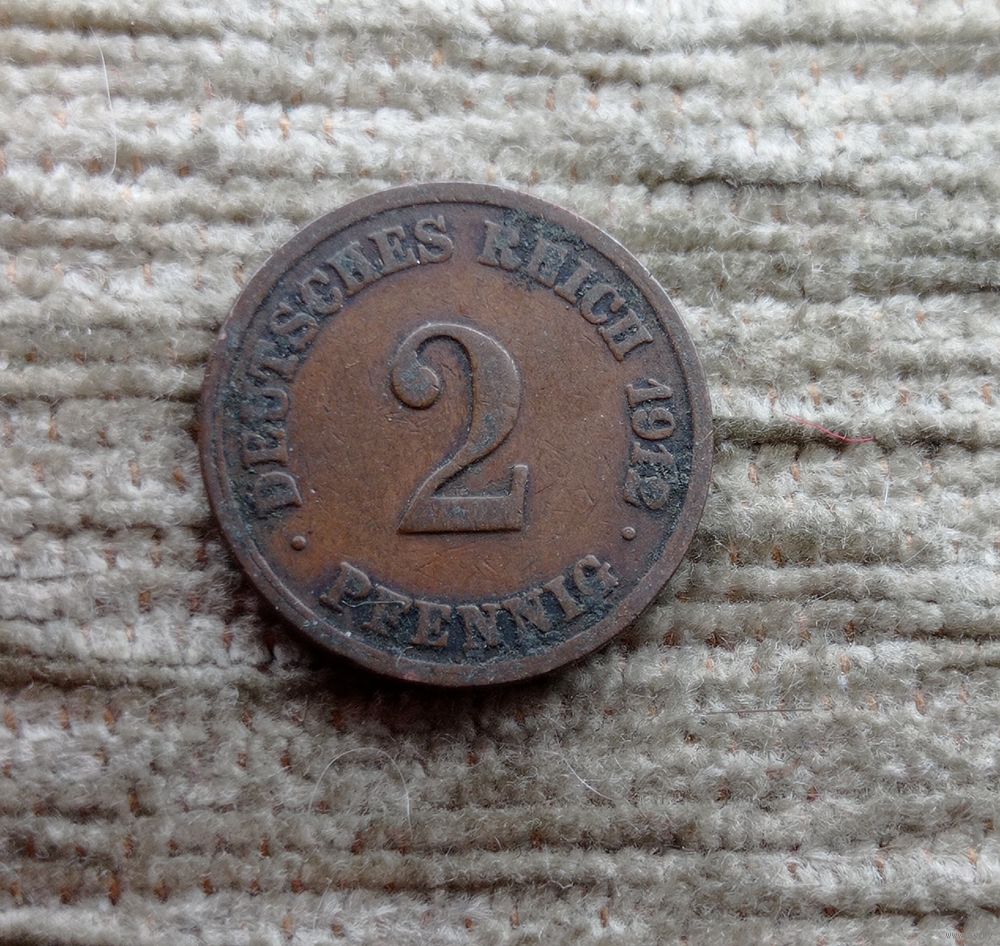 DEUTSCHES REICH 1912
2
PFENNIG